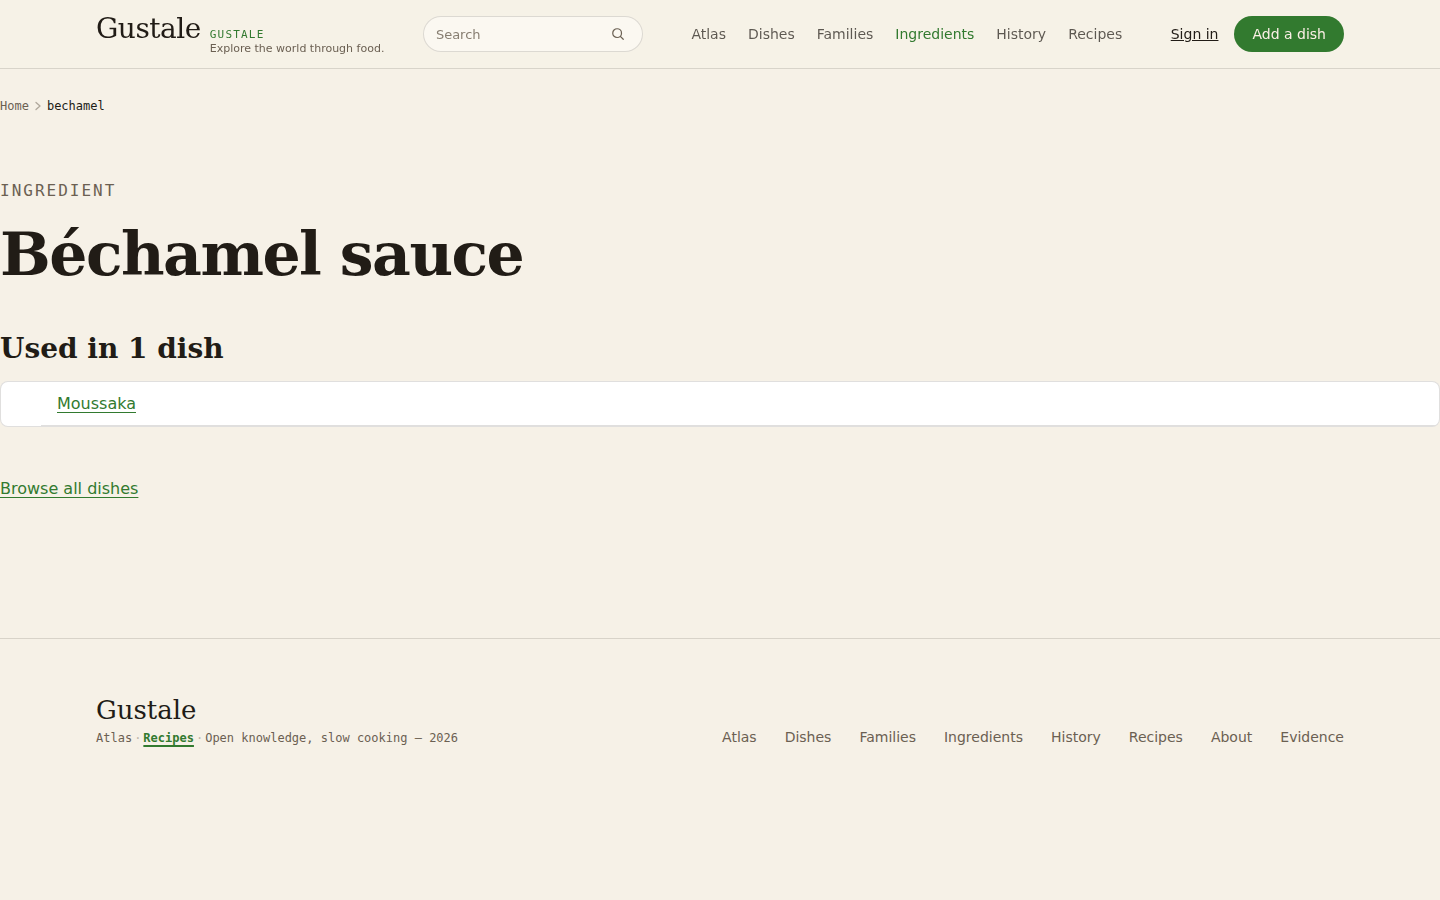 Gustale
GUSTALE
Explore the world through food.
Search
Atlas Dishes Families Ingredients History Recipes
Sign in
Add a dish
Home > bechamel
INGREDIENT
Béchamel sauce
Used in 1 dish
Moussaka
Browse all dishes
Gustale
Atlas · Recipes · Open knowledge, slow cooking — 2026
Atlas Dishes Families Ingredients History Recipes About Evidence